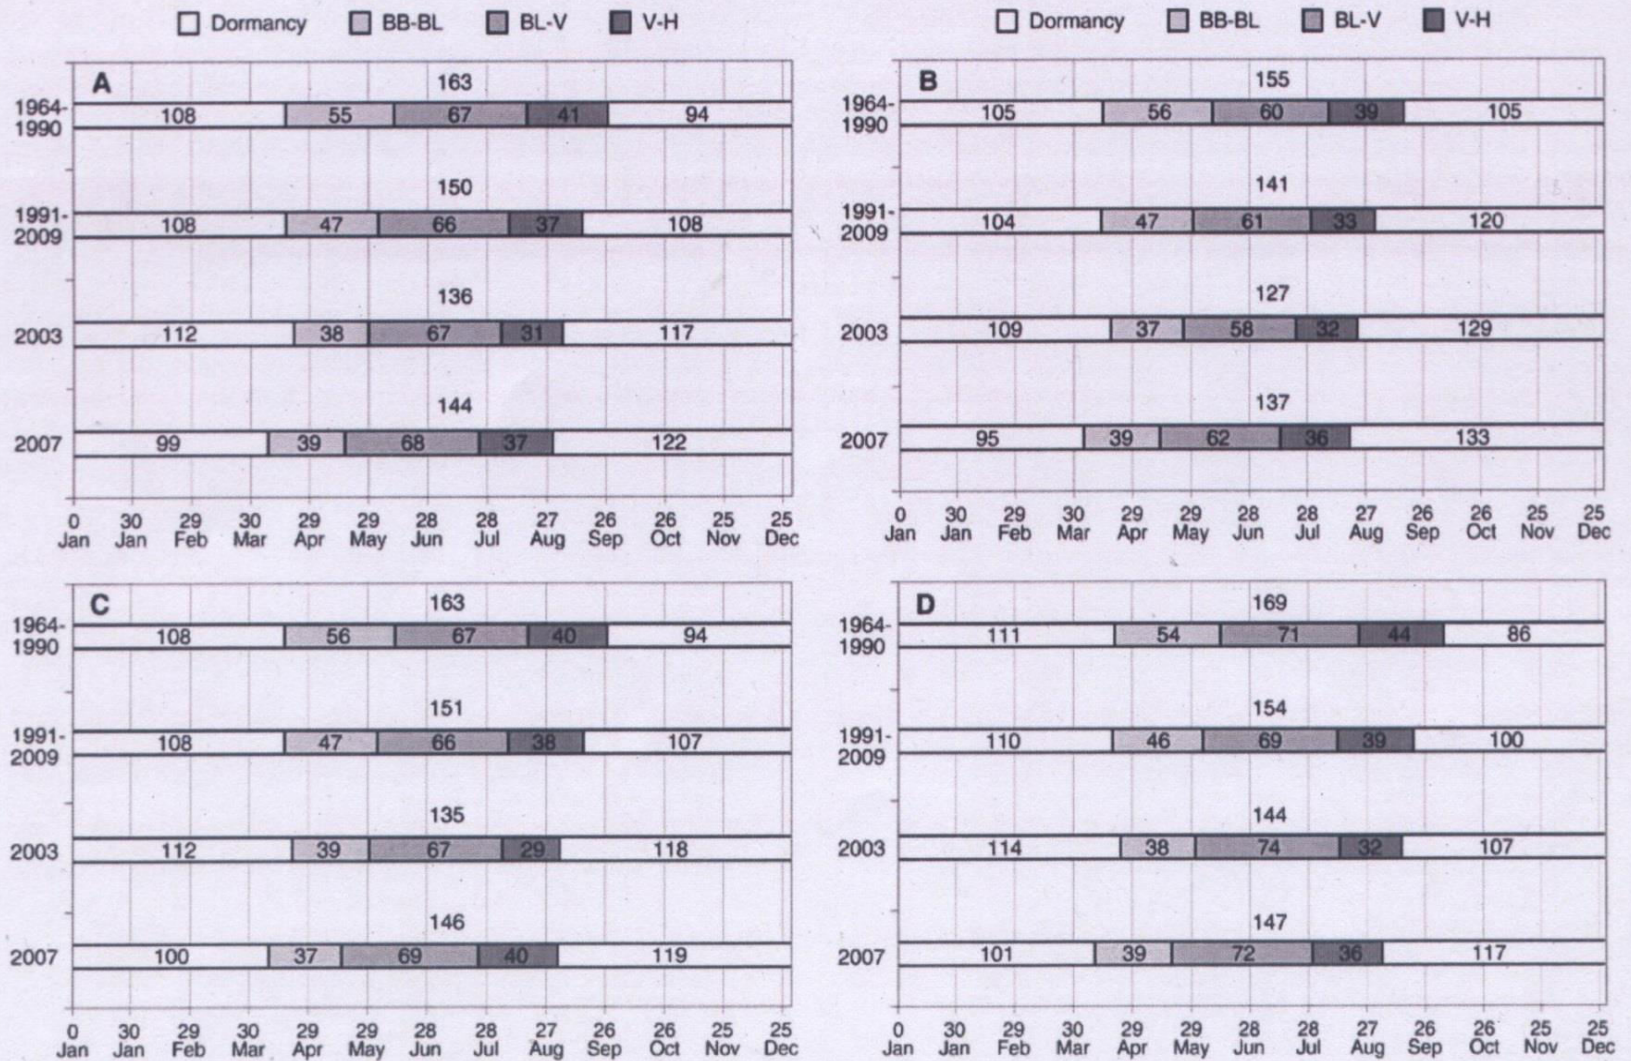 Dormancy BB-BL BL-V V-H
A
163
1964-
1990
108 55 67 41 94
150
1991-
2009
108 47 66 37 108
136
2003 112 38 67 31 117
144
2007 99 39 68 37 122
0 30 29 30 29 29 28 28 27 26 26 25 25
Jan Jan Feb Mar Apr May Jun Jul Aug Sep Oct Nov Dec
Dormancy BB-BL BL-V V-H
B
155
1964-
1990
105 56 60 39 105
141
1991-
2009
104 47 61 33 120
127
2003 109 37 58 32 129
137
2007 95 39 62 36 133
0 30 29 30 29 29 28 28 27 26 26 25 25
Jan Jan Feb Mar Apr May Jun Jul Aug Sep Oct Nov Dec
C
163
1964-
1990
108 56 67 40 94
151
1991-
2009
108 47 66 38 107
135
2003 112 39 67 29 118
146
2007 100 37 69 40 119
0 30 29 30 29 29 28 28 27 26 26 25 25
Jan Jan Feb Mar Apr May Jun Jul Aug Sep Oct Nov Dec
D
169
1964-
1990
111 54 71 44 86
154
1991-
2009
110 46 69 39 100
144
2003 114 38 74 32 107
147
2007 101 39 72 36 117
0 30 29 30 29 29 28 28 27 26 26 25 25
Jan Jan Feb Mar Apr May Jun Jul Aug Sep Oct Nov Dec